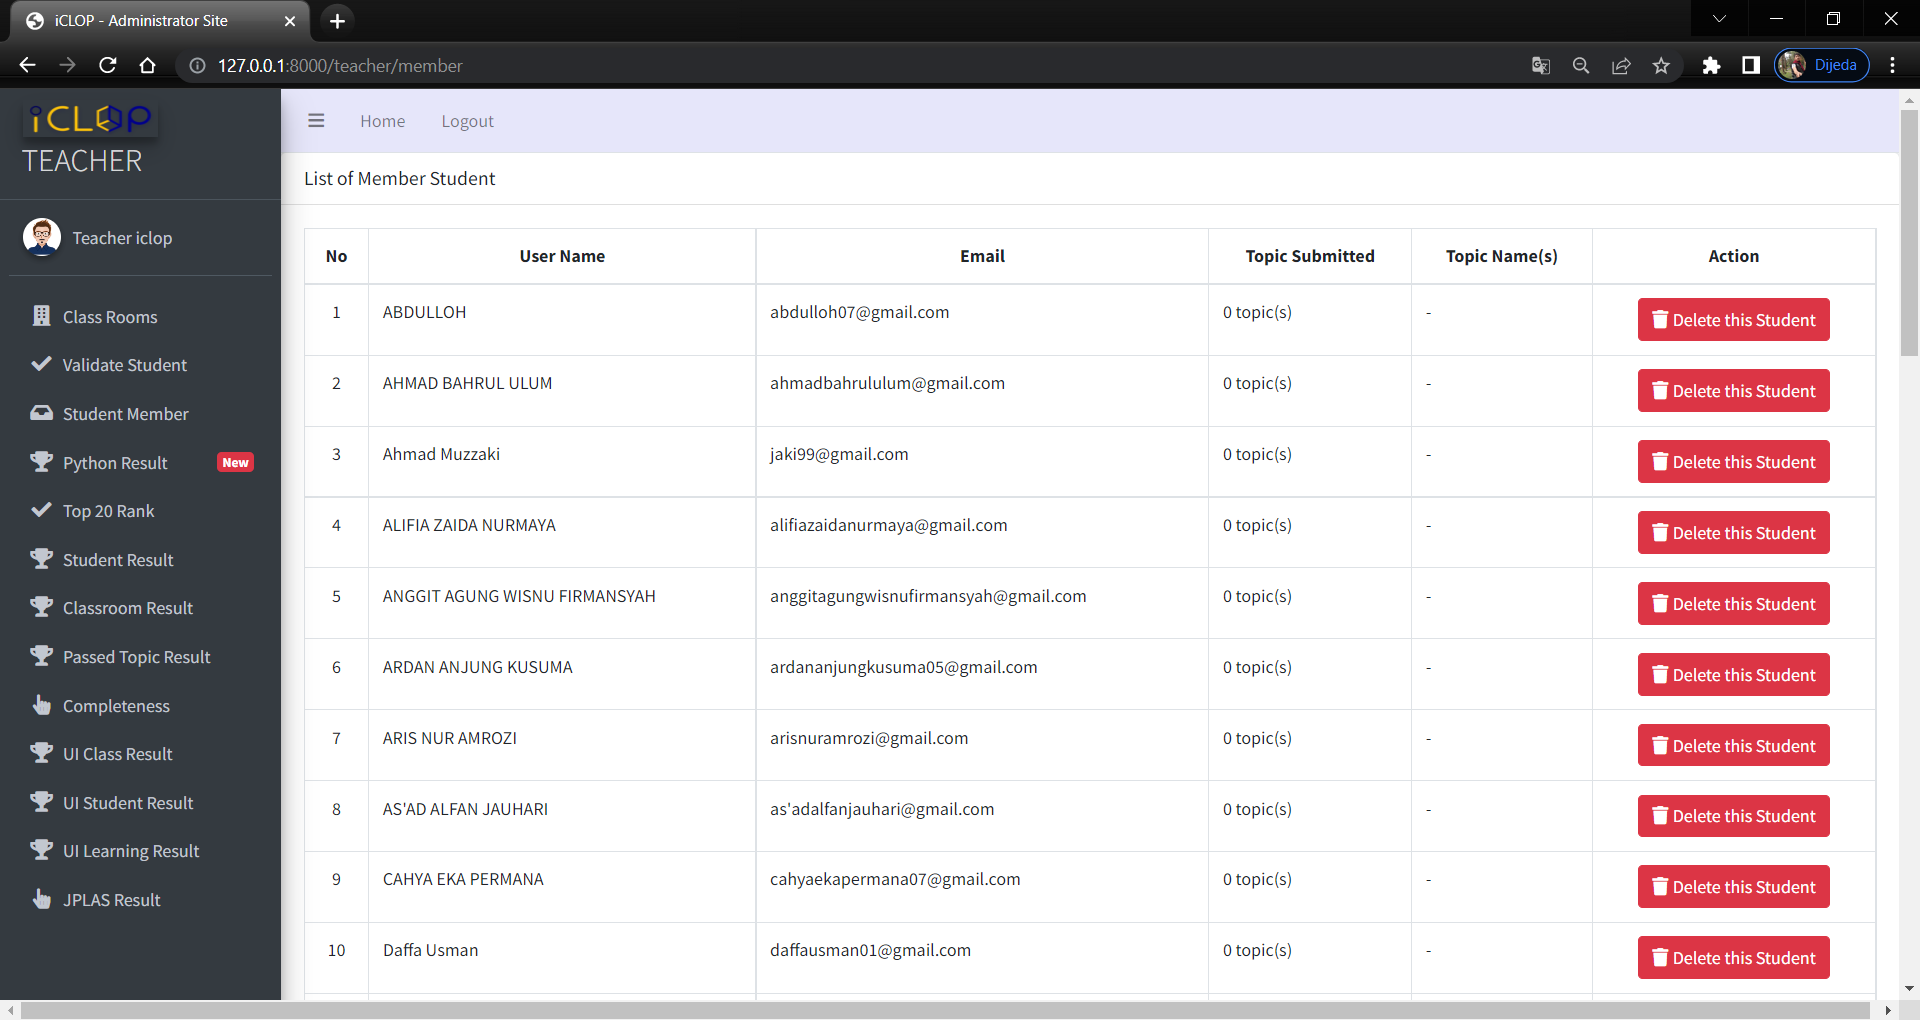 iCLOP - Administrator Site
127.0.0.1:8000/teacher/member
Dijeda
iCLOP
TEACHER
Teacher iclop
Class Rooms
Validate Student
Student Member
Python Result New
Top 20 Rank
Student Result
Classroom Result
Passed Topic Result
Completeness
UI Class Result
UI Student Result
UI Learning Result
JPLAS Result
Home Logout
List of Member Student
No User Name Email Topic Submitted Topic Name(s) Action
1 ABDULLOH abdulloh07@gmail.com 0 topic(s) - Delete this Student
2 AHMAD BAHRUL ULUM ahmadbahrululum@gmail.com 0 topic(s) - Delete this Student
3 Ahmad Muzzaki jaki99@gmail.com 0 topic(s) - Delete this Student
4 ALIFIA ZAIDA NURMAYA alifiazaidanurmaya@gmail.com 0 topic(s) - Delete this Student
5 ANGGIT AGUNG WISNU FIRMANSYAH anggitagungwisnufirmansyah@gmail.com 0 topic(s) - Delete this Student
6 ARDAN ANJUNG KUSUMA ardananjungkusuma05@gmail.com 0 topic(s) - Delete this Student
7 ARIS NUR AMROZI arisnuramrozi@gmail.com 0 topic(s) - Delete this Student
8 AS'AD ALFAN JAUHARI as'adalfanjauhari@gmail.com 0 topic(s) - Delete this Student
9 CAHYA EKA PERMANA cahyaekapermana07@gmail.com 0 topic(s) - Delete this Student
10 Daffa Usman daffausman01@gmail.com 0 topic(s) - Delete this Student